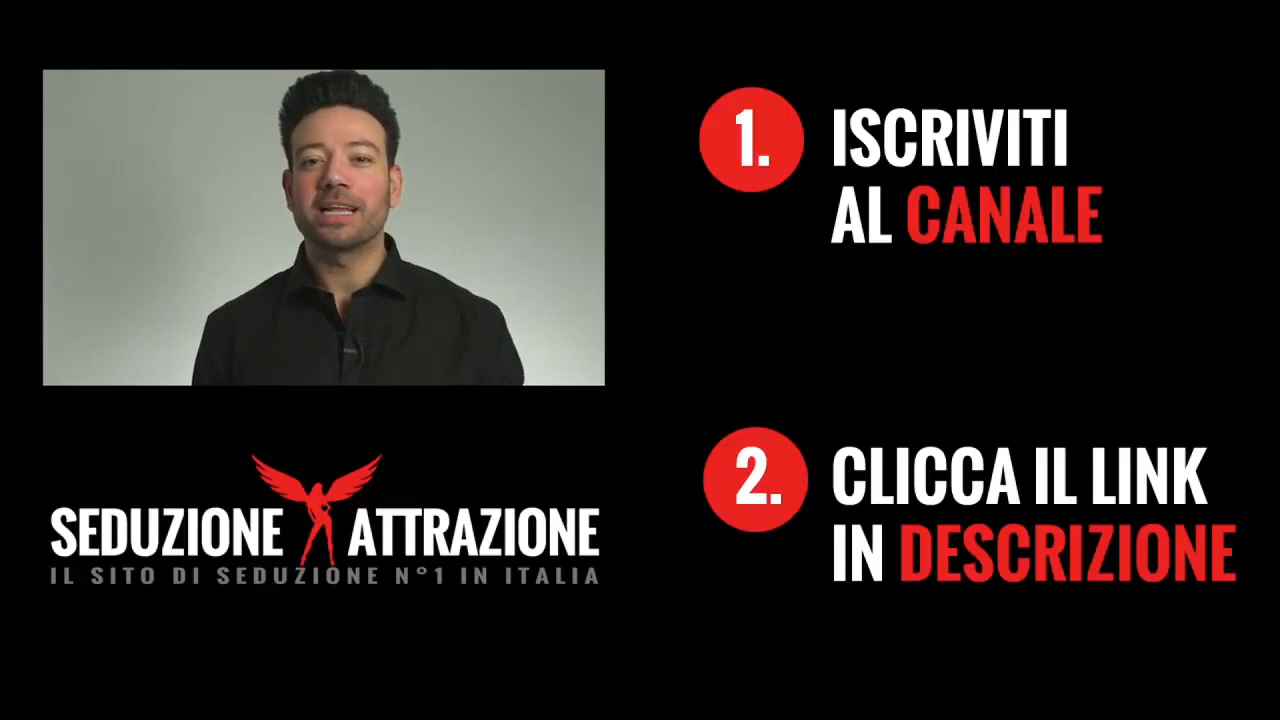 1. ISCRIVITI
AL CANALE
SEDUZIONE ATTRAZIONE
IL SITO DI SEDUZIONE N°1 IN ITALIA
2. CLICCA IL LINK
IN DESCRIZIONE